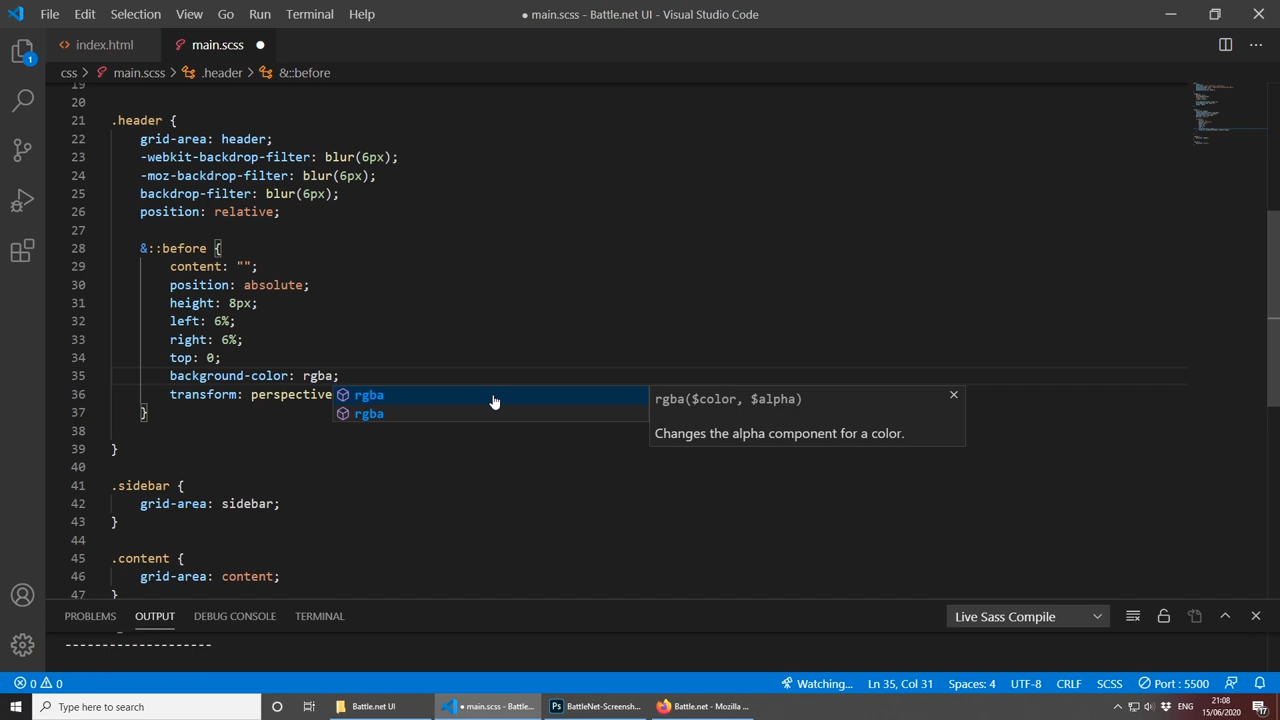 File Edit Selection View Go Run Terminal Help
● main.scss - Battle.net UI - Visual Studio Code
index.html
main.scss
css > main.scss > .header > &::before
19
20
21 .header {
22 grid-area: header;
23 -webkit-backdrop-filter: blur(6px);
24 -moz-backdrop-filter: blur(6px);
25 backdrop-filter: blur(6px);
26 position: relative;
27
28 &::before {
29 content: "";
30 position: absolute;
31 height: 8px;
32 left: 6%;
33 right: 6%;
34 top: 0;
35 background-color: rgba;
36 transform: perspective
37 }
38
39 }
40
41 .sidebar {
42 grid-area: sidebar;
43 }
44
45 .content {
46 grid-area: content;
47 }
rgba
rgba
rgba($color, $alpha)
Changes the alpha component for a color.
1
PROBLEMS OUTPUT DEBUG CONSOLE TERMINAL
Live Sass Compile
--------------------
0 0
Watching... Ln 35, Col 31 Spaces: 4 UTF-8 CRLF SCSS Port : 5500
Type here to search
Battle.net UI
● main.scss - Battle...
BattleNet-Screensh...
Battle.net - Mozilla ...
ENG
21:08
15/06/2020